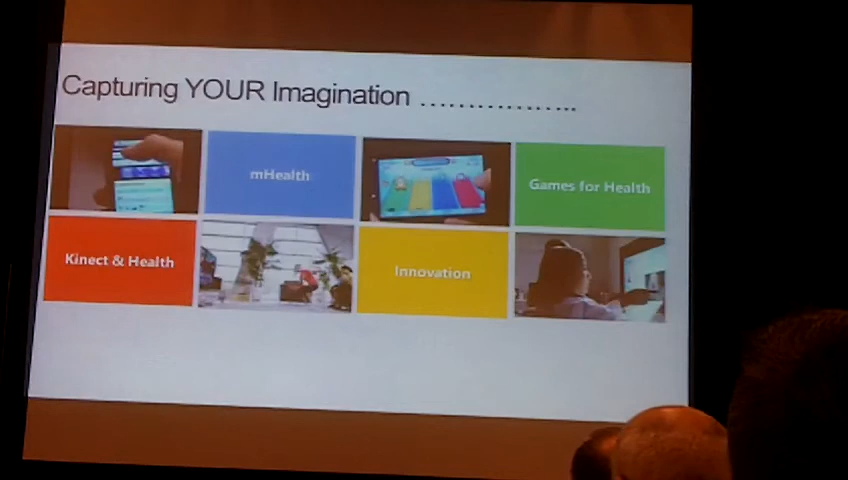 Capturing YOUR Imagination ..................
mHealth
Games for Health
Kinect & Health
Innovation